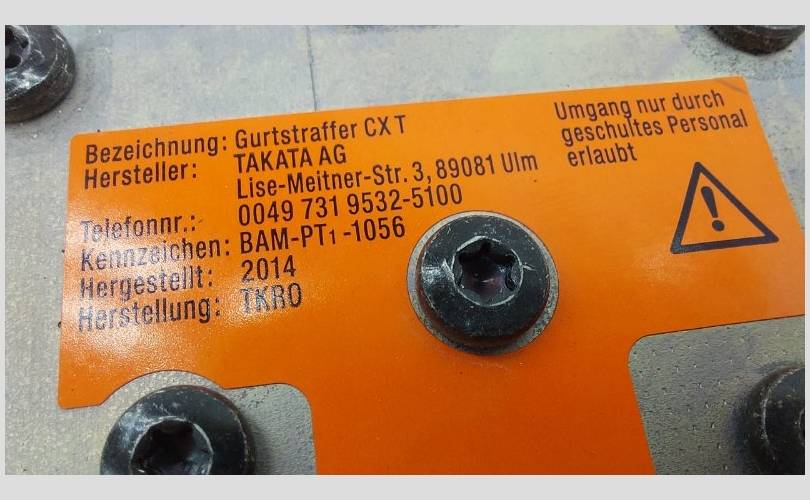 Bezeichnung: Gurtstraffer CX T
Hersteller: TAKATA AG
Lise-Meitner-Str. 3, 89081 Ulm
Telefonnr.: 0049 731 9532-5100
Kennzeichen: BAM-PT1-1056
Hergestellt: 2014
Herstellung: TKRO
Umgang nur durch
geschultes Personal
erlaubt